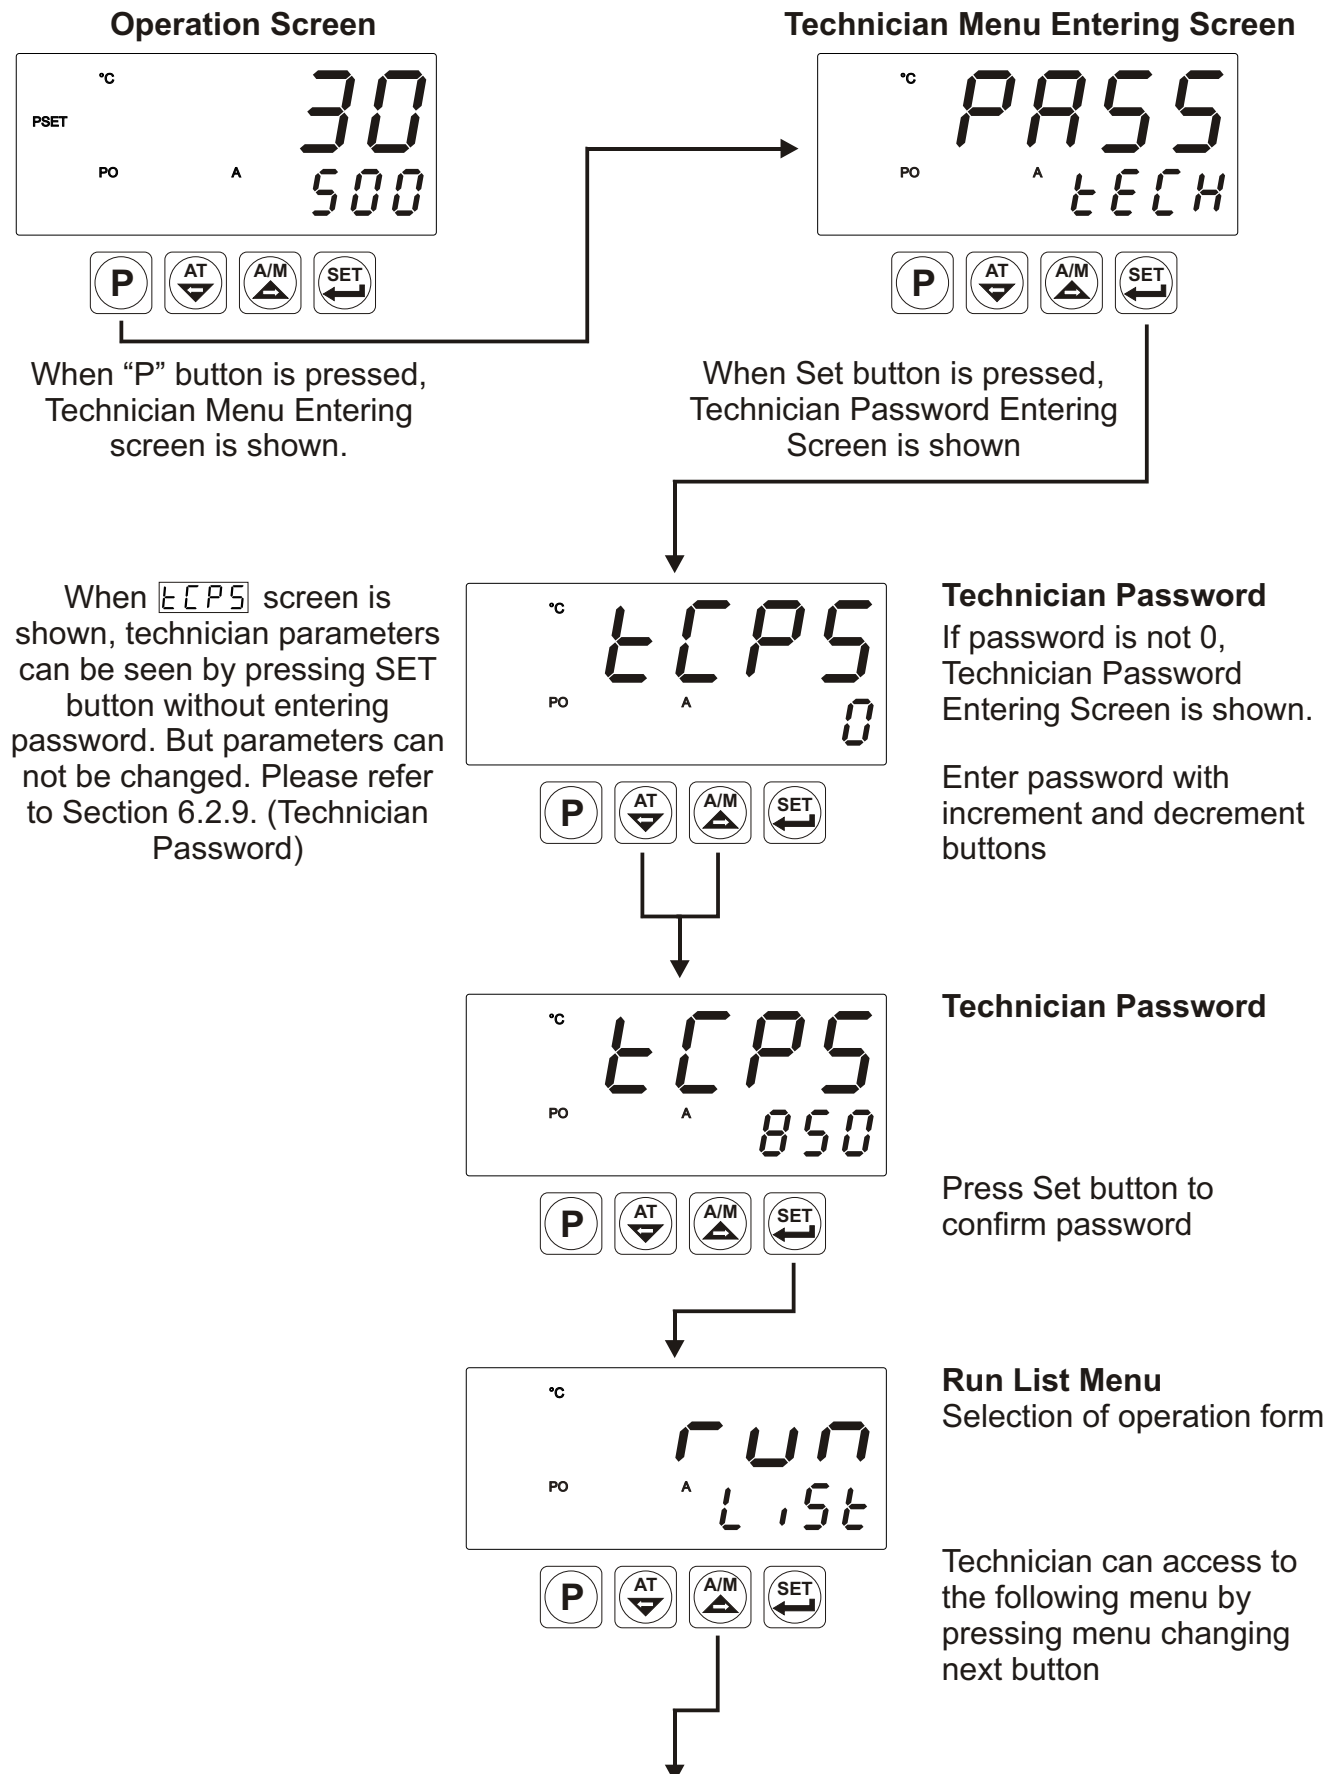 Operation Screen
Technician Menu Entering Screen
°C
30
PSET
PO A
500
P AT A/M SET
°C
PASS
PO A
tECH
P AT A/M SET
When “P” button is pressed,
Technician Menu Entering
screen is shown.
When Set button is pressed,
Technician Password Entering
Screen is shown
When tCPS screen is
shown, technician parameters
can be seen by pressing SET
button without entering
password. But parameters can
not be changed. Please refer
to Section 6.2.9. (Technician
Password)
°C
tCPS
PO A
0
P AT A/M SET
Technician Password
If password is not 0,
Technician Password
Entering Screen is shown.
Enter password with
increment and decrement
buttons
°C
tCPS
PO A
850
P AT A/M SET
Technician Password
Press Set button to
confirm password
°C
run
PO A
LiSt
P AT A/M SET
Run List Menu
Selection of operation form
Technician can access to
the following menu by
pressing menu changing
next button